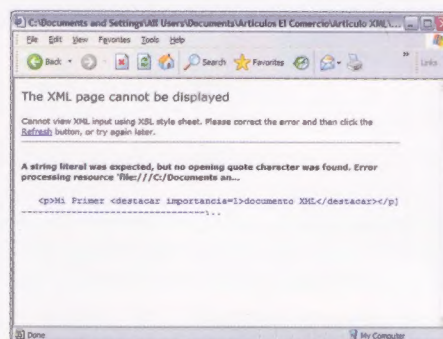 C:\Documents and Settings\All Users\Documents\Articulos El Comercio\Articulo XML\...
File Edit View Favorites Tools Help
Back Search Favorites Links
The XML page cannot be displayed
Cannot view XML input using XSL style sheet. Please correct the error and then click the
Refresh button, or try again later.
A string literal was expected, but no opening quote character was found. Error
processing resource 'file:///C:/Documents an...
<p>Mi Primer <destacar importancia=1>documento XML</destacar></p]
----------------------------------^..
Done My Computer